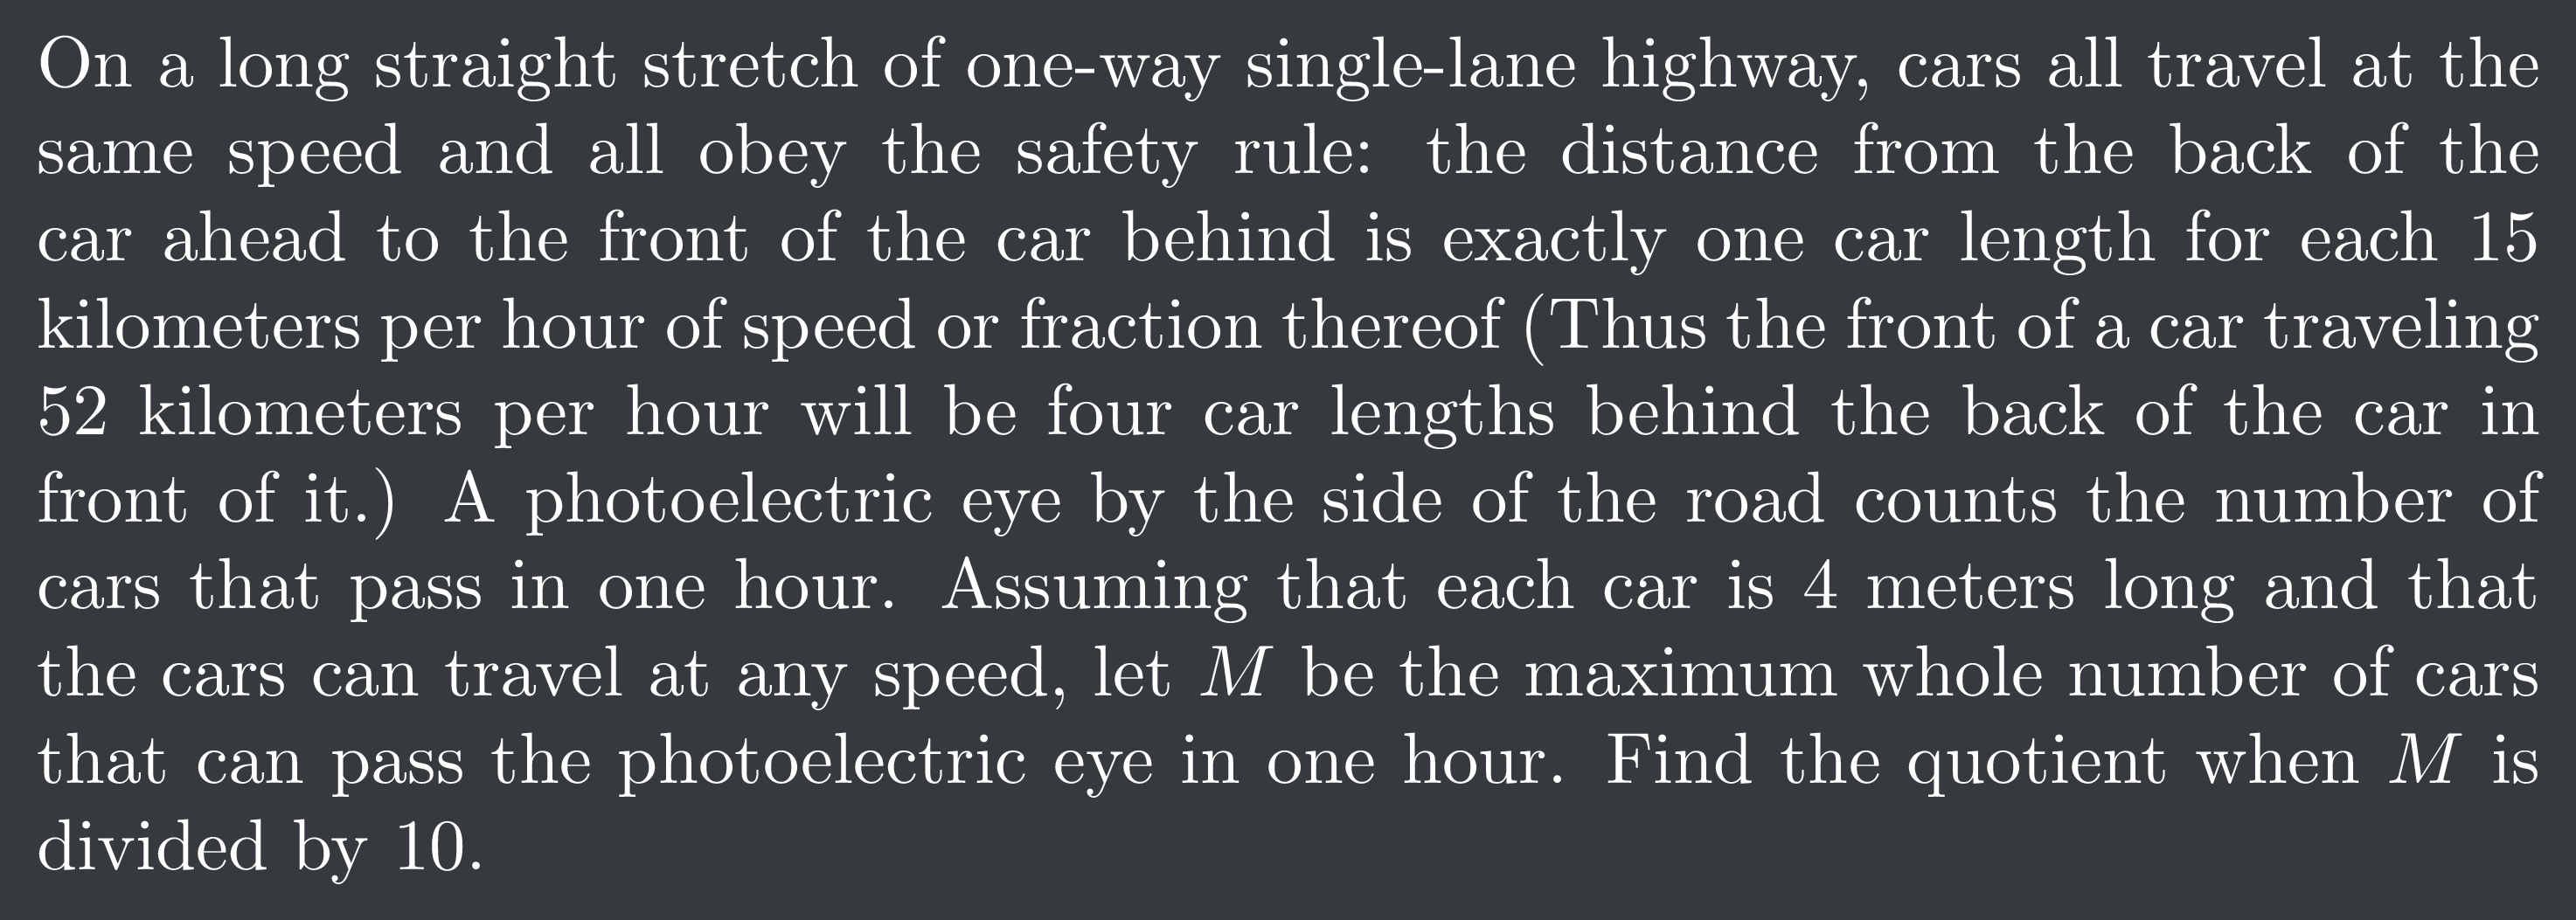 On a long straight stretch of one-way single-lane highway, cars all travel at the
same speed and all obey the safety rule: the distance from the back of the
car ahead to the front of the car behind is exactly one car length for each 15
kilometers per hour of speed or fraction thereof (Thus the front of a car traveling
52 kilometers per hour will be four car lengths behind the back of the car in
front of it.) A photoelectric eye by the side of the road counts the number of
cars that pass in one hour. Assuming that each car is 4 meters long and that
the cars can travel at any speed, let M be the maximum whole number of cars
that can pass the photoelectric eye in one hour. Find the quotient when M is
divided by 10.